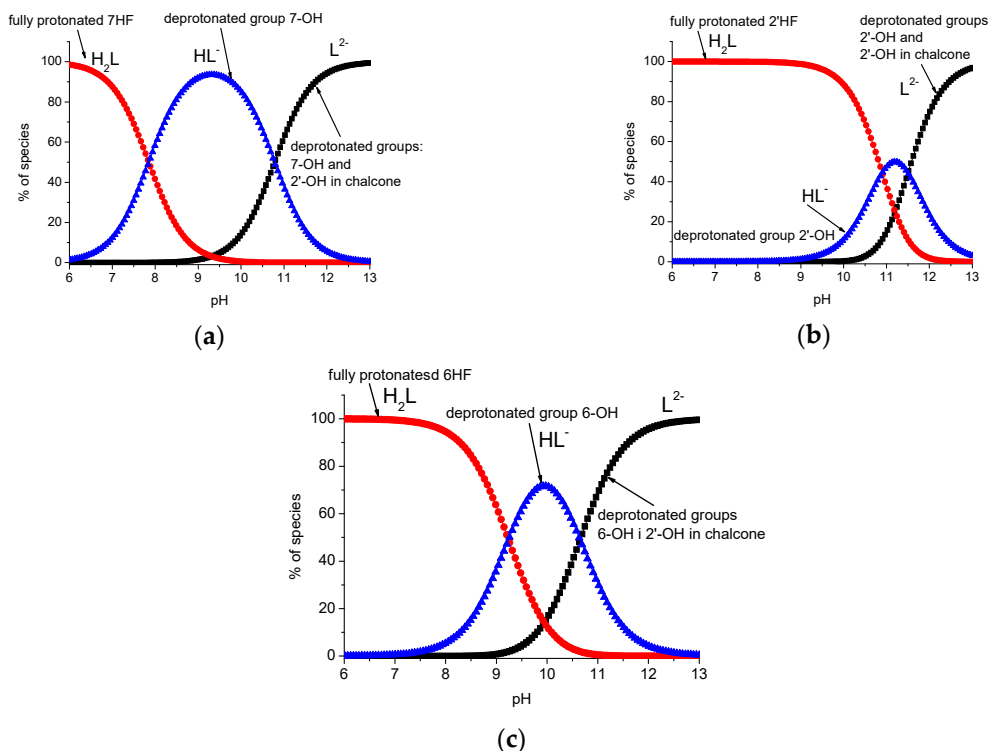 fully protonated 7HF
deprotonated group 7-OH
H2L
HL-
L2-
deprotonated groups:
7-OH and
2'-OH in chalcone
% of species
100
80
60
40
20
0
6 7 8 9 10 11 12 13
pH
(a)
fully protonated 2'HF
deprotonated groups
2'-OH and
2'-OH in chalcone
H2L
L2-
HL-
deprotonated group 2'-OH
% of species
100
80
60
40
20
0
6 7 8 9 10 11 12 13
pH
(b)
fully protonatesd 6HF
H2L
deprotonated group 6-OH
HL-
L2-
deprotonated groups
6-OH i 2'-OH in chalcone
% of species
100
80
60
40
20
0
6 7 8 9 10 11 12 13
pH
(c)